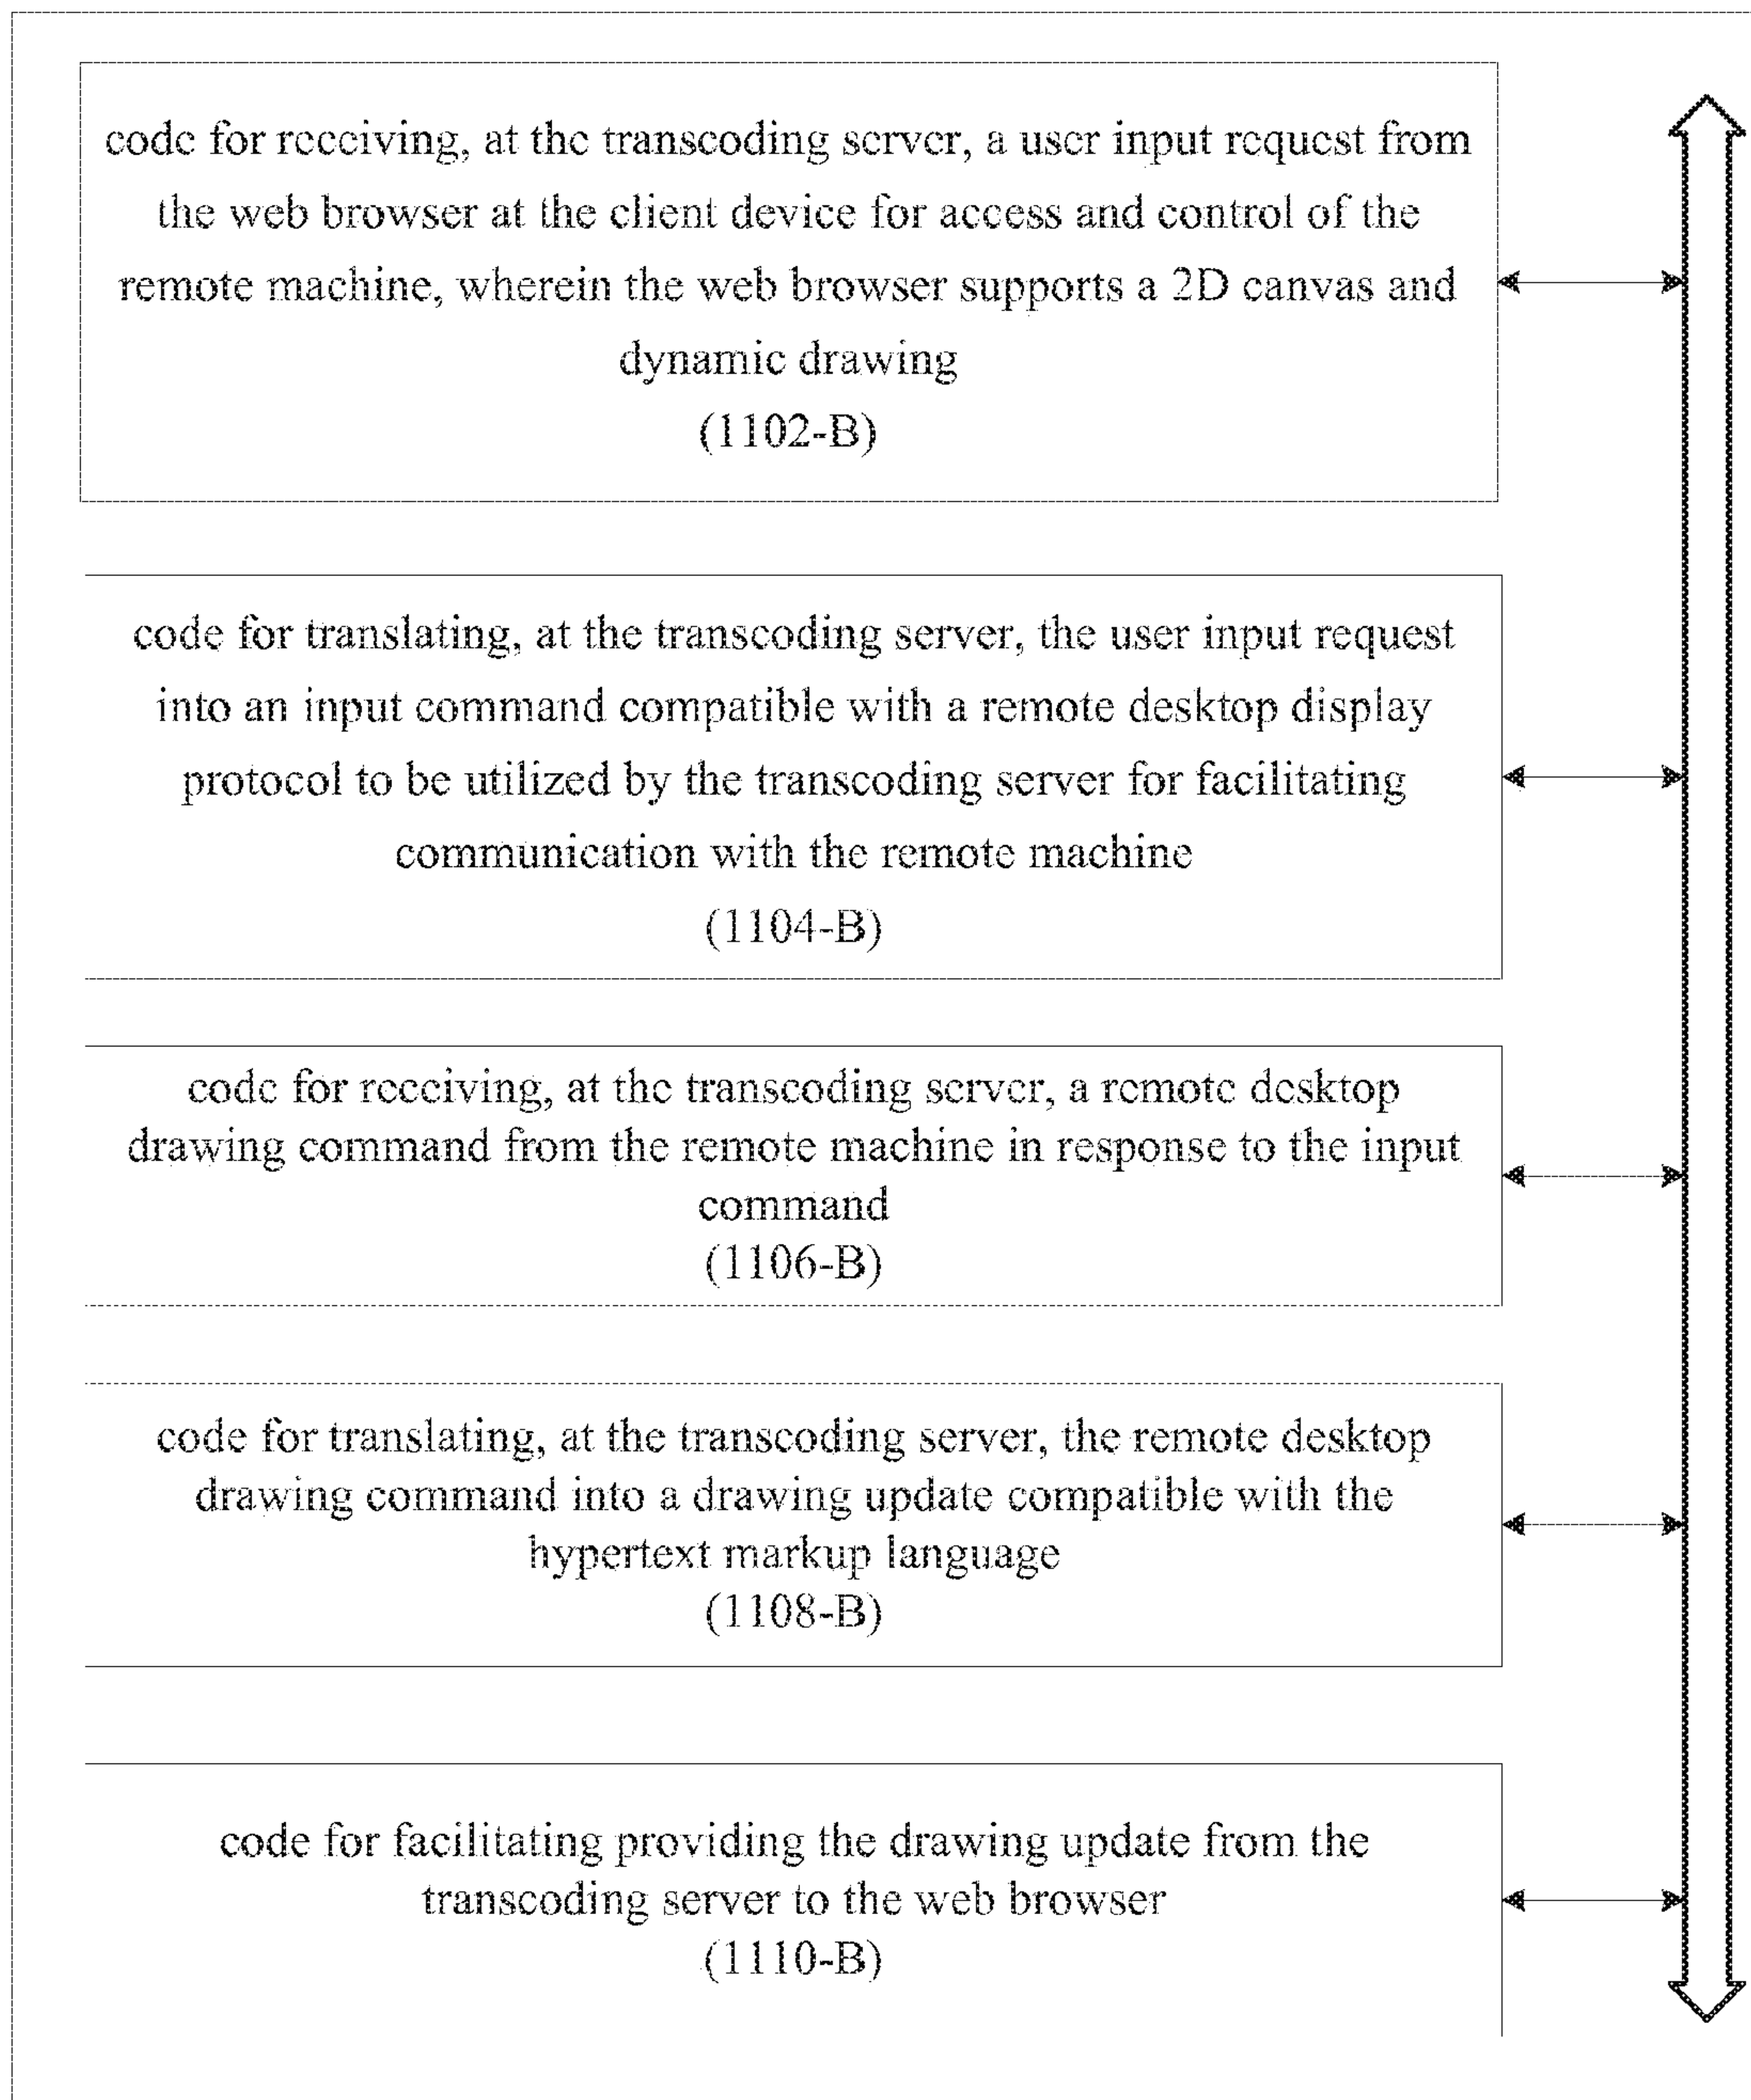 code for receiving, at the transcoding server, a user input request from
the web browser at the client device for access and control of the
remote machine, wherein the web browser supports a 2D canvas and
dynamic drawing
(1102-B)
code for translating, at the transcoding server, the user input request
into an input command compatible with a remote desktop display
protocol to be utilized by the transcoding server for facilitating
communication with the remote machine
(1104-B)
code for receiving, at the transcoding server, a remote desktop
drawing command from the remote machine in response to the input
command
(1106-B)
code for translating, at the transcoding server, the remote desktop
drawing command into a drawing update compatible with the
hypertext markup language
(1108-B)
code for facilitating providing the drawing update from the
transcoding server to the web browser
(1110-B)